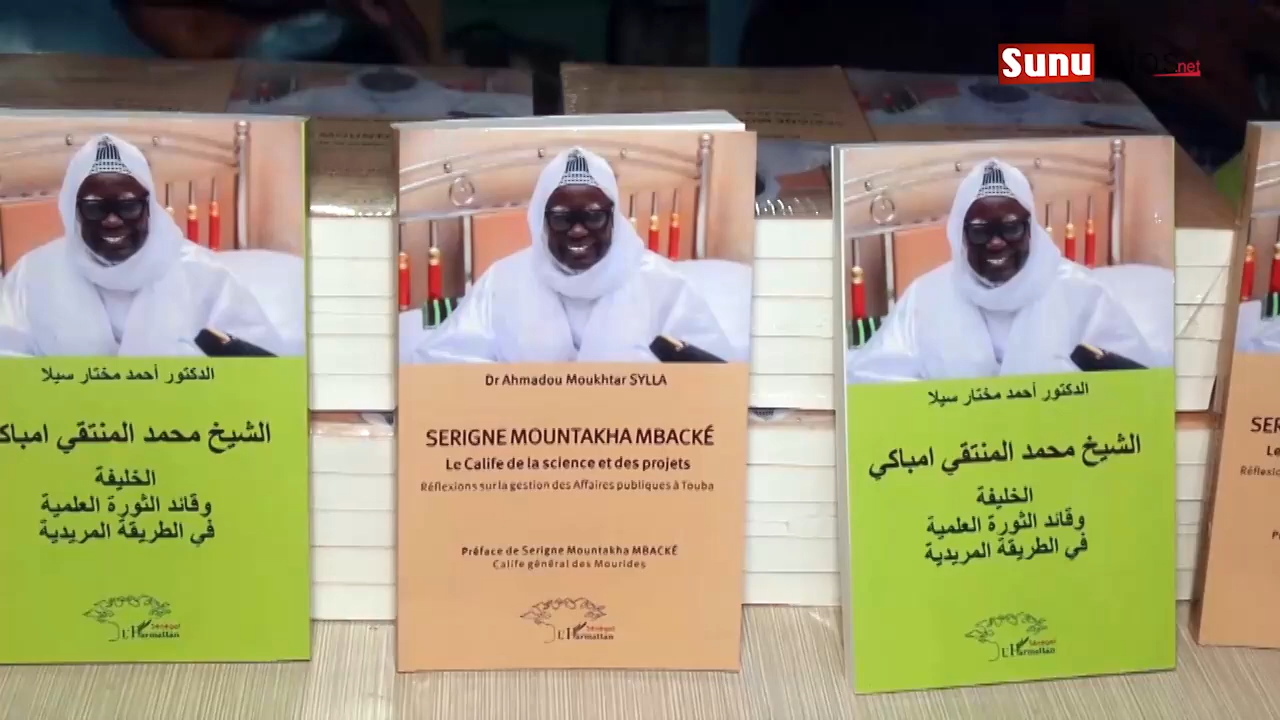 Sunu
.net
الدكتور أحمد مختار سيلا
الشيخ محمد المنتقي امباكي
الخليفة
وقائد الثورة العلمية
في الطريقة المريدية
Sénégal
L'Harmattan
Dr Ahmadou Moukhtar SYLLA
SERIGNE MOUNTAKHA MBACKÉ
Le Calife de la science et des projets
Réflexions sur la gestion des Affaires publiques à Touba
Préface de Serigne Mountakha MBACKÉ
Calife général des Mourides
Sénégal
L'Harmattan
الدكتور أحمد مختار سيلا
الشيخ محمد المنتقي امباكي
الخليفة
وقائد الثورة العلمية
في الطريقة المريدية
Sénégal
L'Harmattan